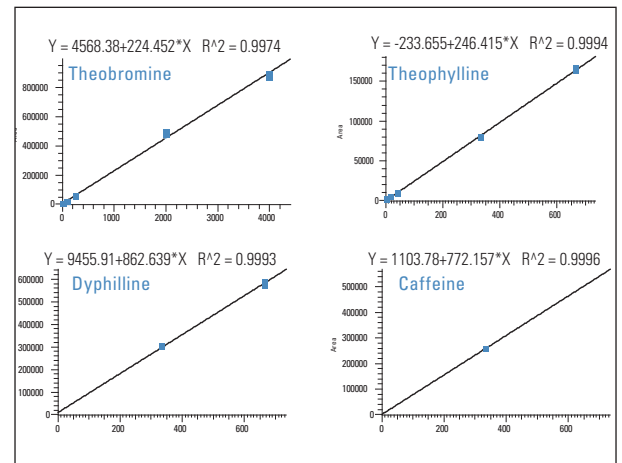 Y = 4568.38+224.452*X R^2 = 0.9974
Theobromine
800000
600000
400000
200000
0
0 1000 2000 3000 4000
Y = -233.655+246.415*X R^2 = 0.9994
Theophylline
Area
150000
100000
50000
0
0 200 400 600
Y = 9455.91+862.639*X R^2 = 0.9993
Dyphilline
600000
500000
400000
300000
200000
100000
0
0 200 400 600
Y = 1103.78+772.157*X R^2 = 0.9996
Caffeine
Area
500000
400000
300000
200000
100000
0
0 200 400 600